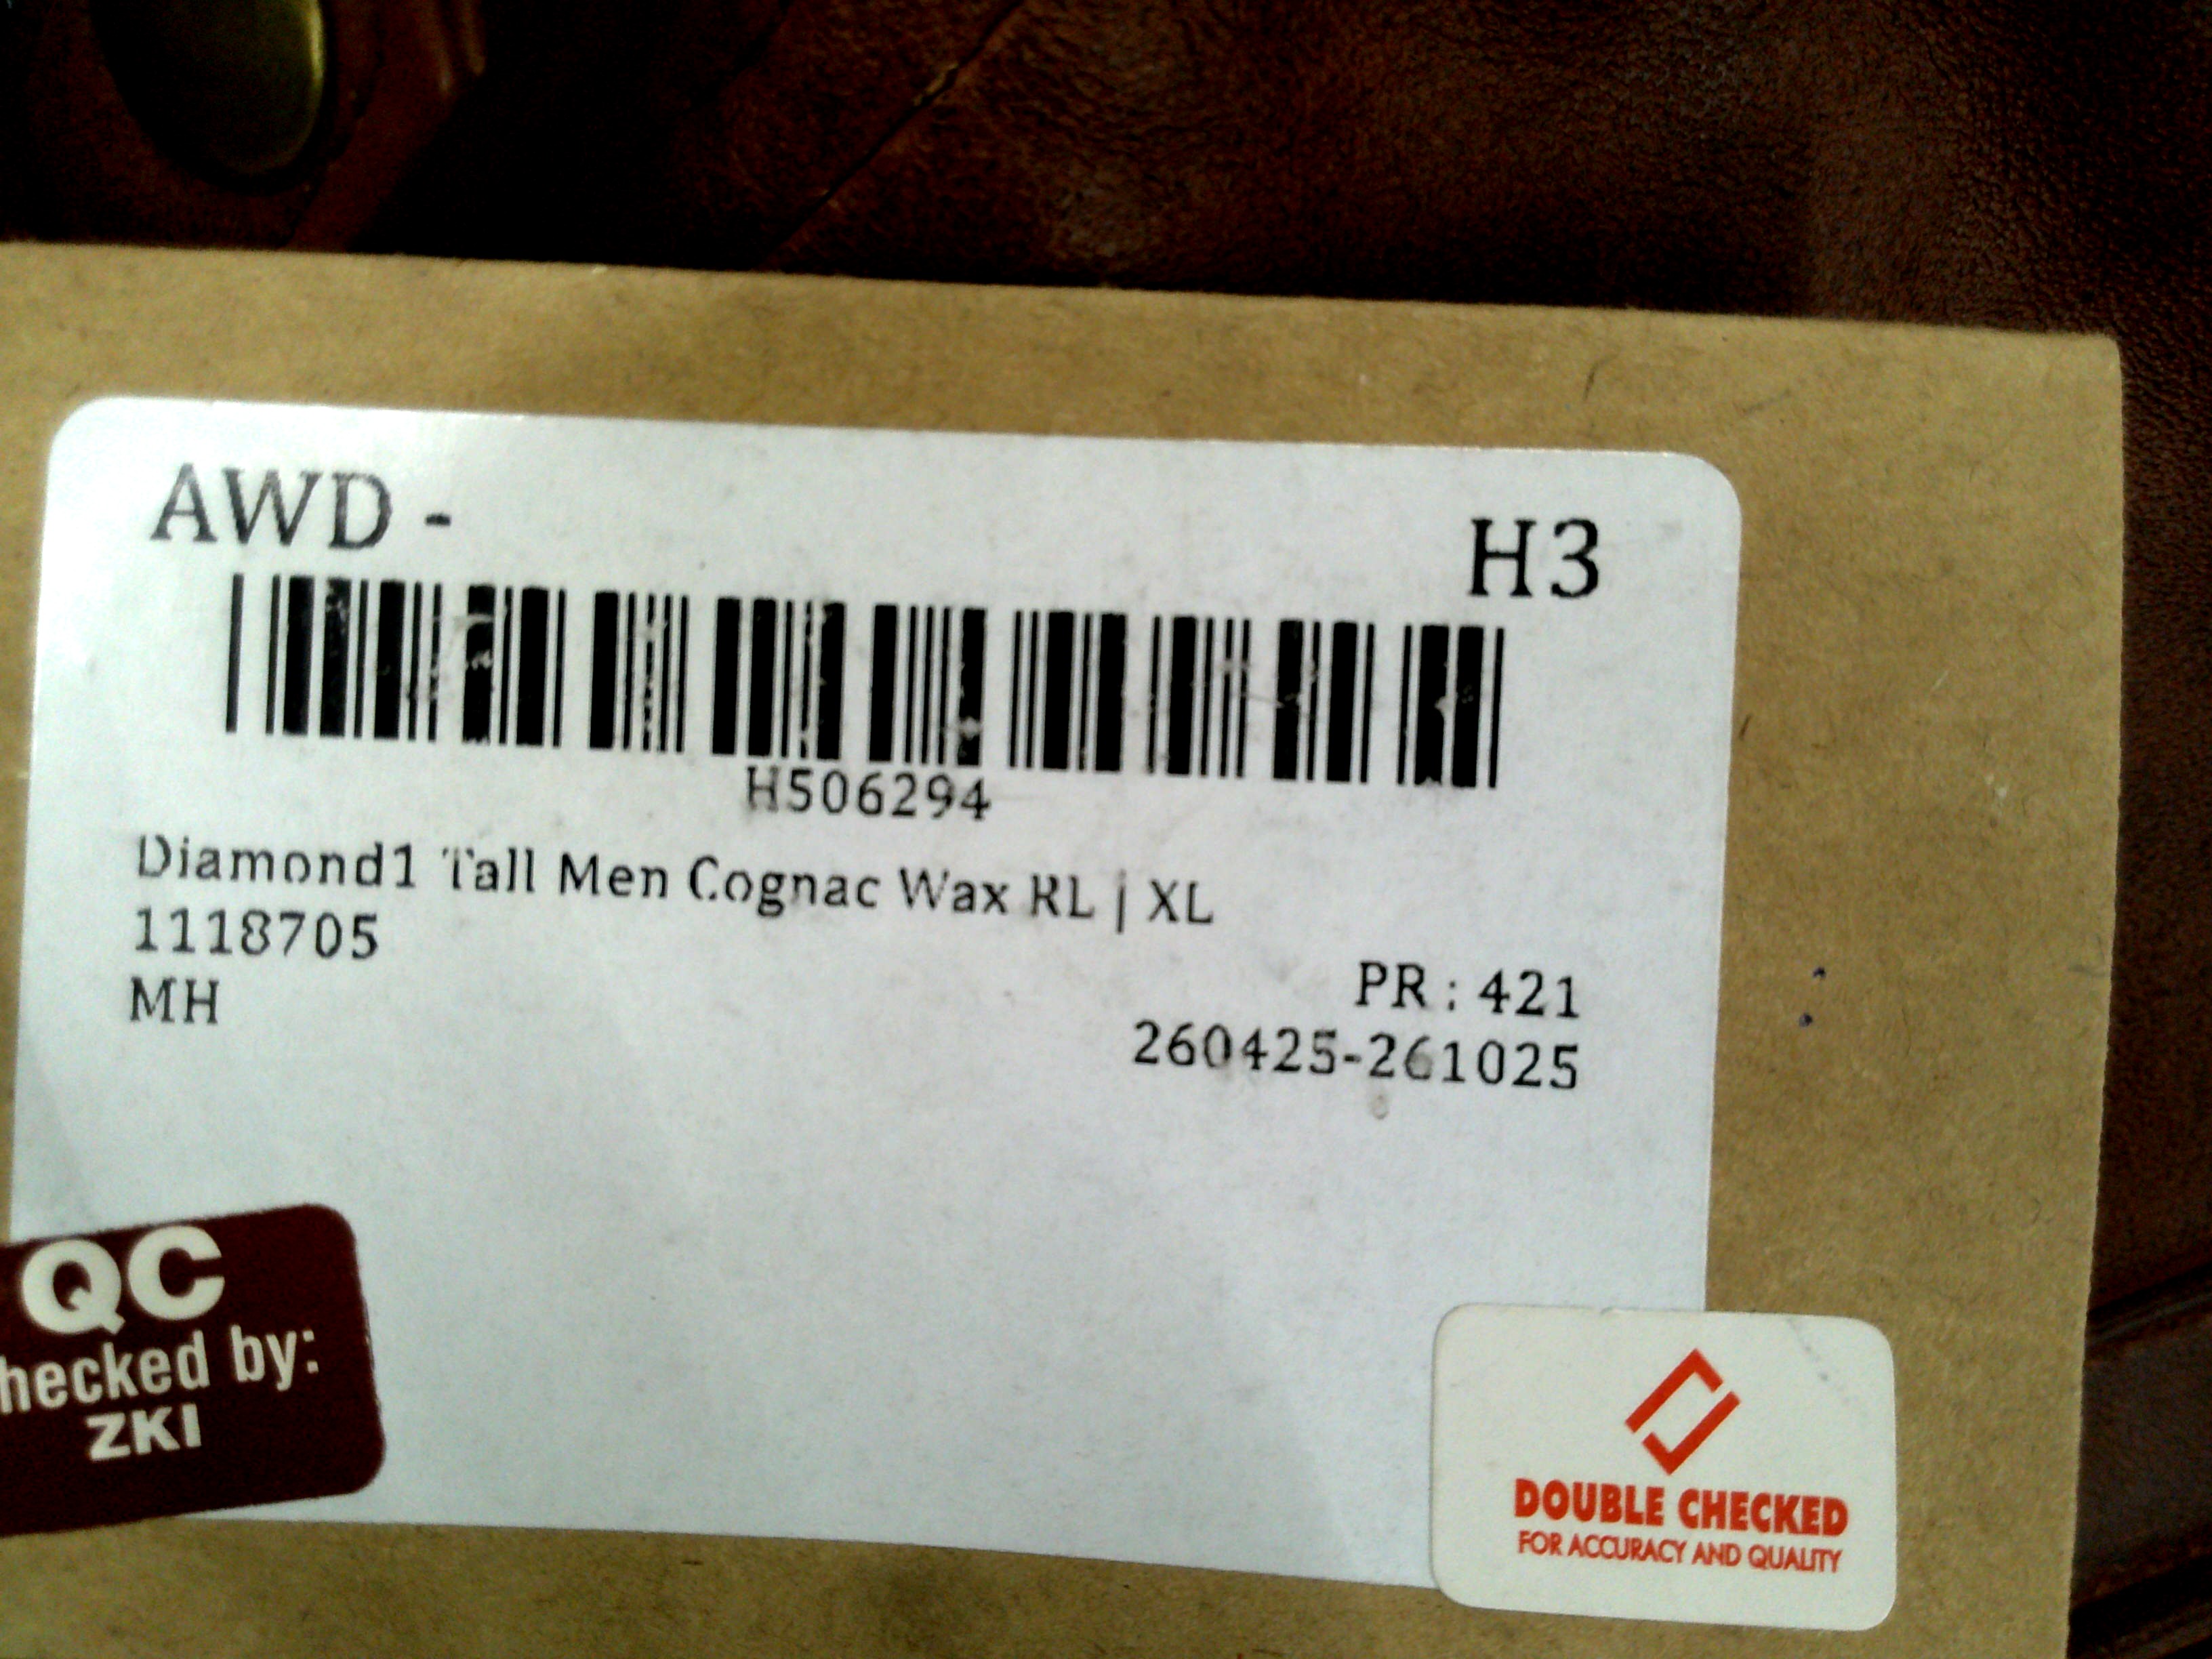 AWD -
H3
H506294
Diamond1 Tall Men Cognac Wax RL | XL
1118705
PR : 421
MH
260425-261025
QC
hecked by:
ZKI
DOUBLE CHECKED
FOR ACCURACY AND QUALITY